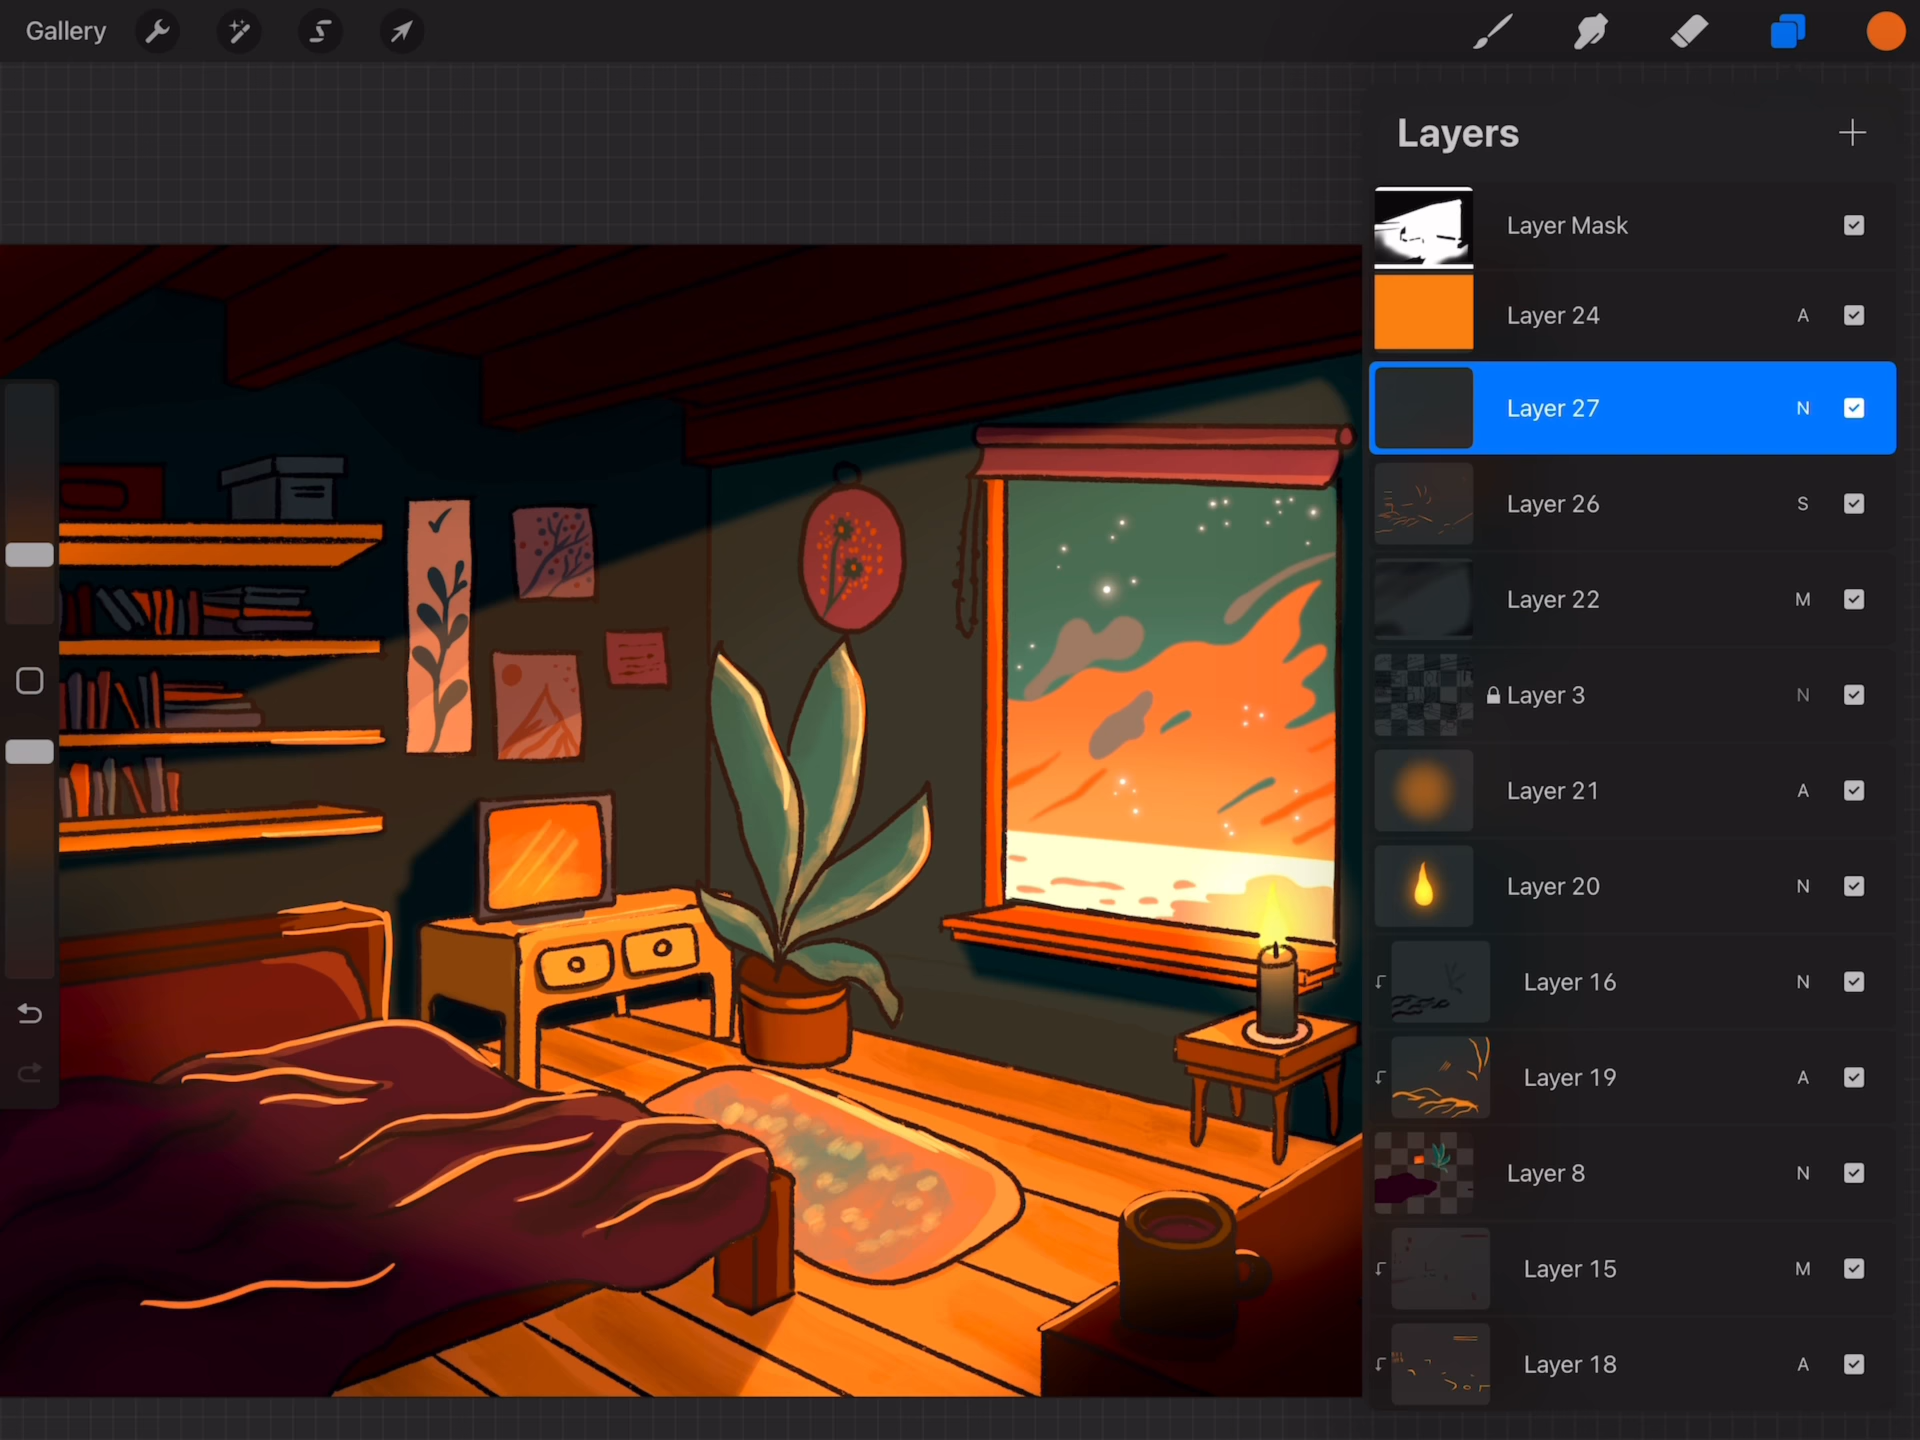 Gallery
Layers
Layer Mask
Layer 24 A
Layer 27 N
Layer 26 S
Layer 22 M
Layer 3 N
Layer 21 A
Layer 20 N
Layer 16 N
Layer 19 A
Layer 8 N
Layer 15 M
Layer 18 A